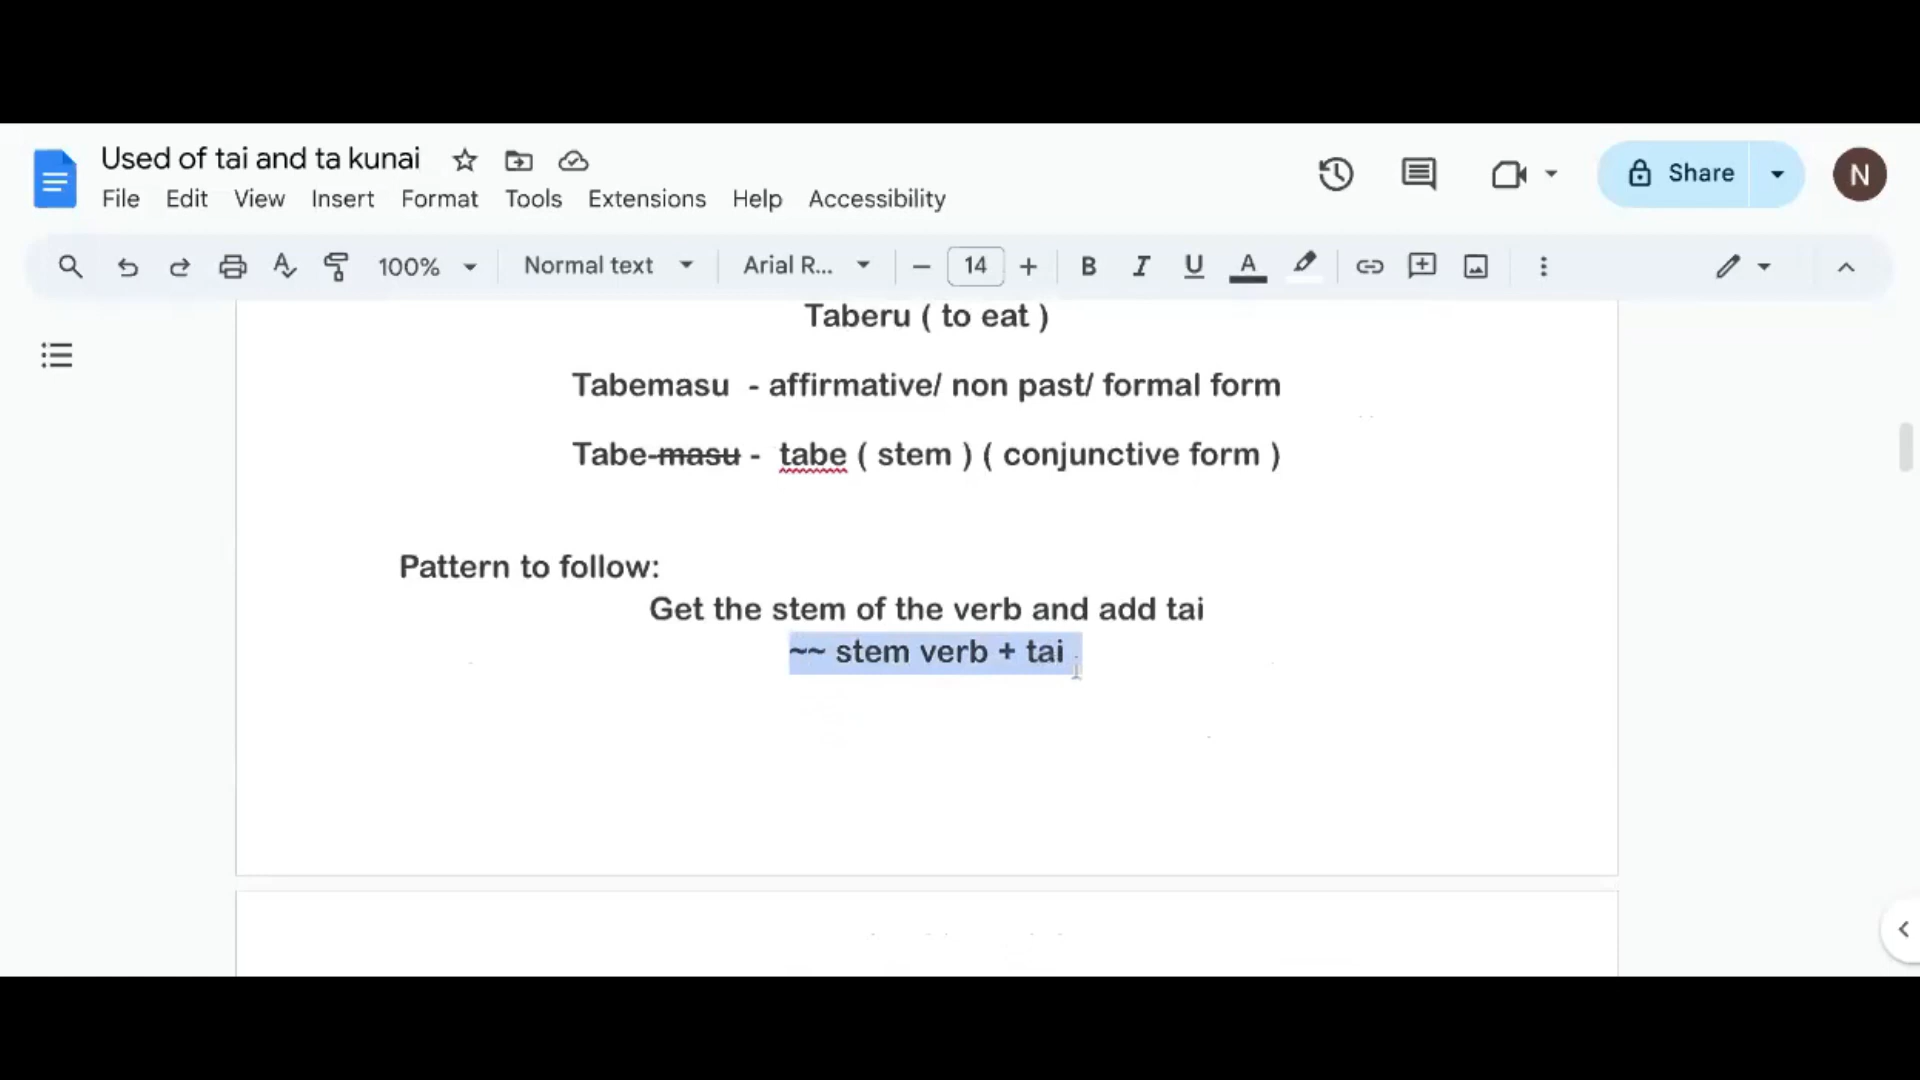 Used of tai and ta kunai
File Edit View Insert Format Tools Extensions Help Accessibility
Share
N
100% Normal text Arial R... 14 B I U A
Taberu ( to eat )
Tabemasu - affirmative/ non past/ formal form
Tabe-masu - tabe ( stem ) ( conjunctive form )
Pattern to follow:
Get the stem of the verb and add tai
~~ stem verb + tai